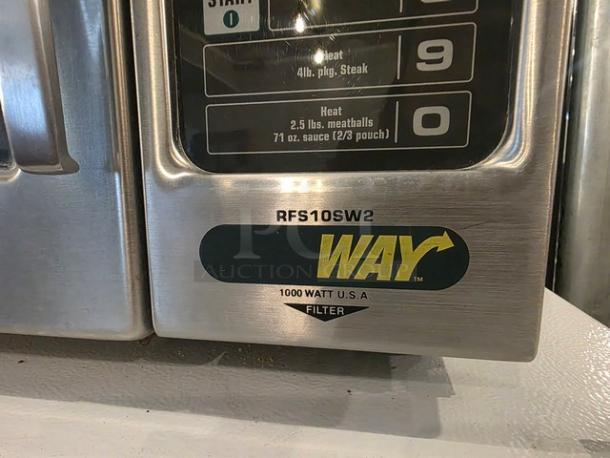 START
Heat
4lb. pkg. Steak
9
Heat
2.5 lbs. meatballs
71 oz. sauce (2/3 pouch)
0
RFS10SW2
WAY™
1000 WATT U.S.A
FILTER